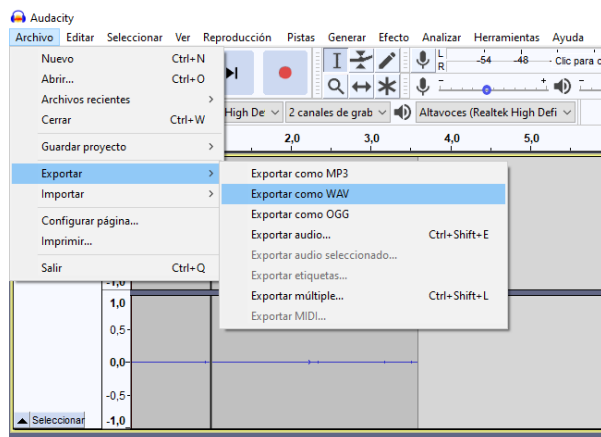 Audacity
Archivo Editar Seleccionar Ver Reproducción Pistas Generar Efecto Analizar Herramientas Ayuda
Nuevo Ctrl+N
Abrir... Ctrl+O
Archivos recientes >
Cerrar Ctrl+W
Guardar proyecto >
Exportar >
Importar >
Configurar página...
Imprimir...
Salir Ctrl+Q
L R -54 -48 Clic para c
High De 2 canales de grab Altavoces (Realtek High Defi
2,0 3,0 4,0 5,0
Exportar como MP3
Exportar como WAV
Exportar como OGG
Exportar audio... Ctrl+Shift+E
Exportar audio seleccionado...
Exportar etiquetas...
Exportar múltiple... Ctrl+Shift+L
Exportar MIDI...
-1,0
1,0
0,5-
0,0-
-0,5-
Seleccionar -1,0